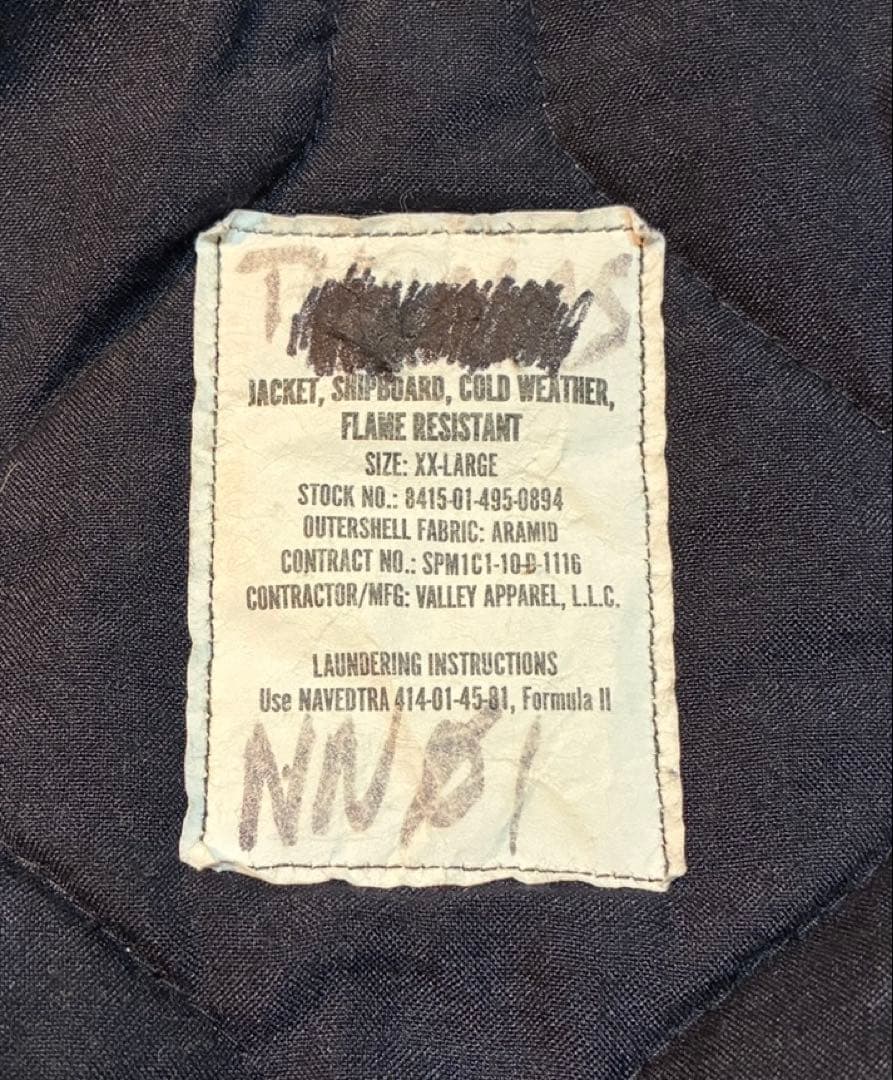 JACKET, SHIPBOARD, COLD WEATHER,
FLAME RESISTANT
SIZE: XX-LARGE
STOCK NO.: 8415-01-495-0894
OUTERSHELL FABRIC: ARAMID
CONTRACT NO.: SPM1C1-10-D-1116
CONTRACTOR/MFG: VALLEY APPAREL, L.L.C.
LAUNDERING INSTRUCTIONS
Use NAVEDTRA 414-01-45-81, Formula II
NNØ1